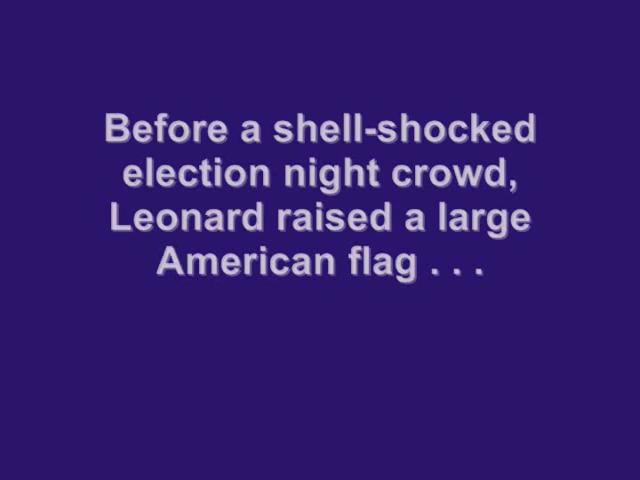 Before a shell-shocked
election night crowd,
Leonard raised a large
American flag . . .